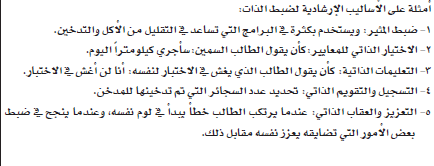 أمثلة على الأساليب الإرشادية لضبط الذات:
١- ضبط المثير: ويستخدم بكثرة في البرامج التي تساعد في التقليل من الأكل والتدخين.
٢- الاختيار الذاتي للمعايير: كأن يقول الطالب السمين: سأجري كيلومتراً اليوم.
٣- التعليمات الذاتية: كأن يقول الطالب الذي يغش في الاختبار لنفسه: أنا لن أغش في الاختبار.
٤- التسجيل والتقويم الذاتي: تحديد عدد السجائر التي تم تدخينها للمدخن.
٥- التعزيز والعقاب الذاتي: عندما يرتكب الطالب خطأ يبدأ في لوم نفسه، وعندما ينجح في ضبط
بعض الأمور التي تضايقه يعزز نفسه مقابل ذلك.